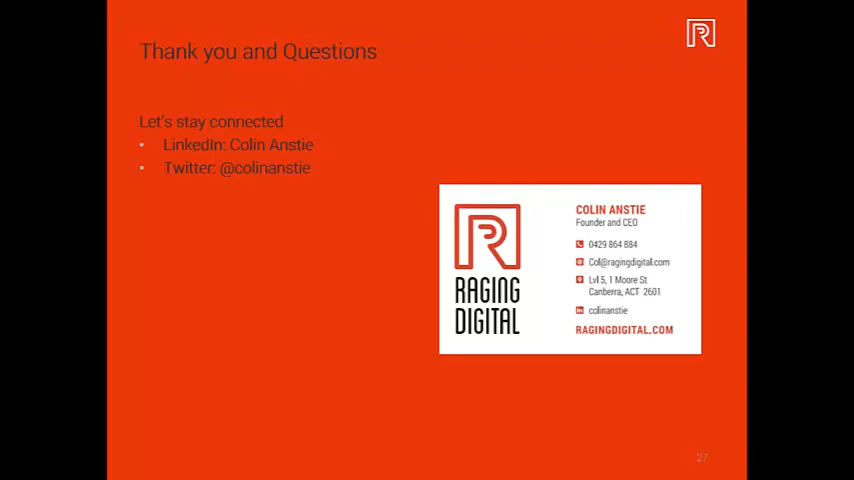 Thank you and Questions
Let's stay connected
• LinkedIn: Colin Anstie
• Twitter: @colinanstie
R
RAGING
DIGITAL
COLIN ANSTIE
Founder and CEO
0429 864 884
Col@ragingdigital.com
Lvl 5, 1 Moore St
Canberra, ACT 2601
colinanstie
RAGINGDIGITAL.COM
27